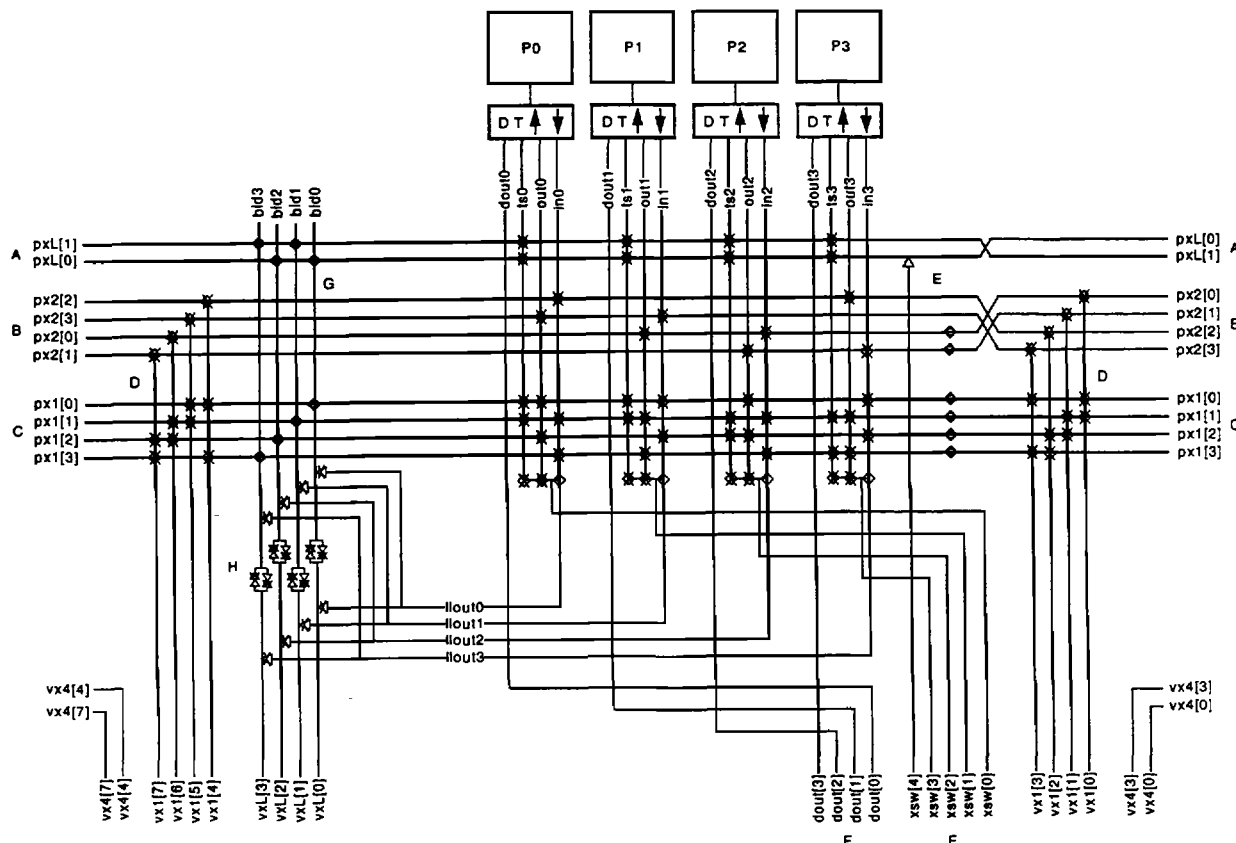 P0 P1 P2 P3
D T D T D T D T
dout0 ts0 out0 in0 dout1 ts1 out1 in1 dout2 ts2 out2 in2 dout3 ts3 out3 in3
bld3 bld2 bld1 bld0
A pxL[1] pxL[0] A
pxL[0] pxL[1]
G E
px2[2] px2[0]
px2[3] px2[1]
B px2[0] px2[2]
px2[1] px2[3]
D D
px1[0] px1[0]
C px1[1] px1[1]
px1[2] px1[2]
px1[3] px1[3]
H
llout0
llout1
llout2
llout3
vx4[4] vx4[3]
vx4[7] vx4[0]
vx4[7] vx4[4] vx1[7] vx1[6] vx1[5] vx1[4] vxL[3] vxL[2] vxL[1] vxL[0] dout[3] dout[2] dout[1] dout[0] xsw[4] xsw[3] xsw[2] xsw[1] xsw[0] vx1[3] vx1[2] vx1[1] vx1[0] vx4[3] vx4[0]